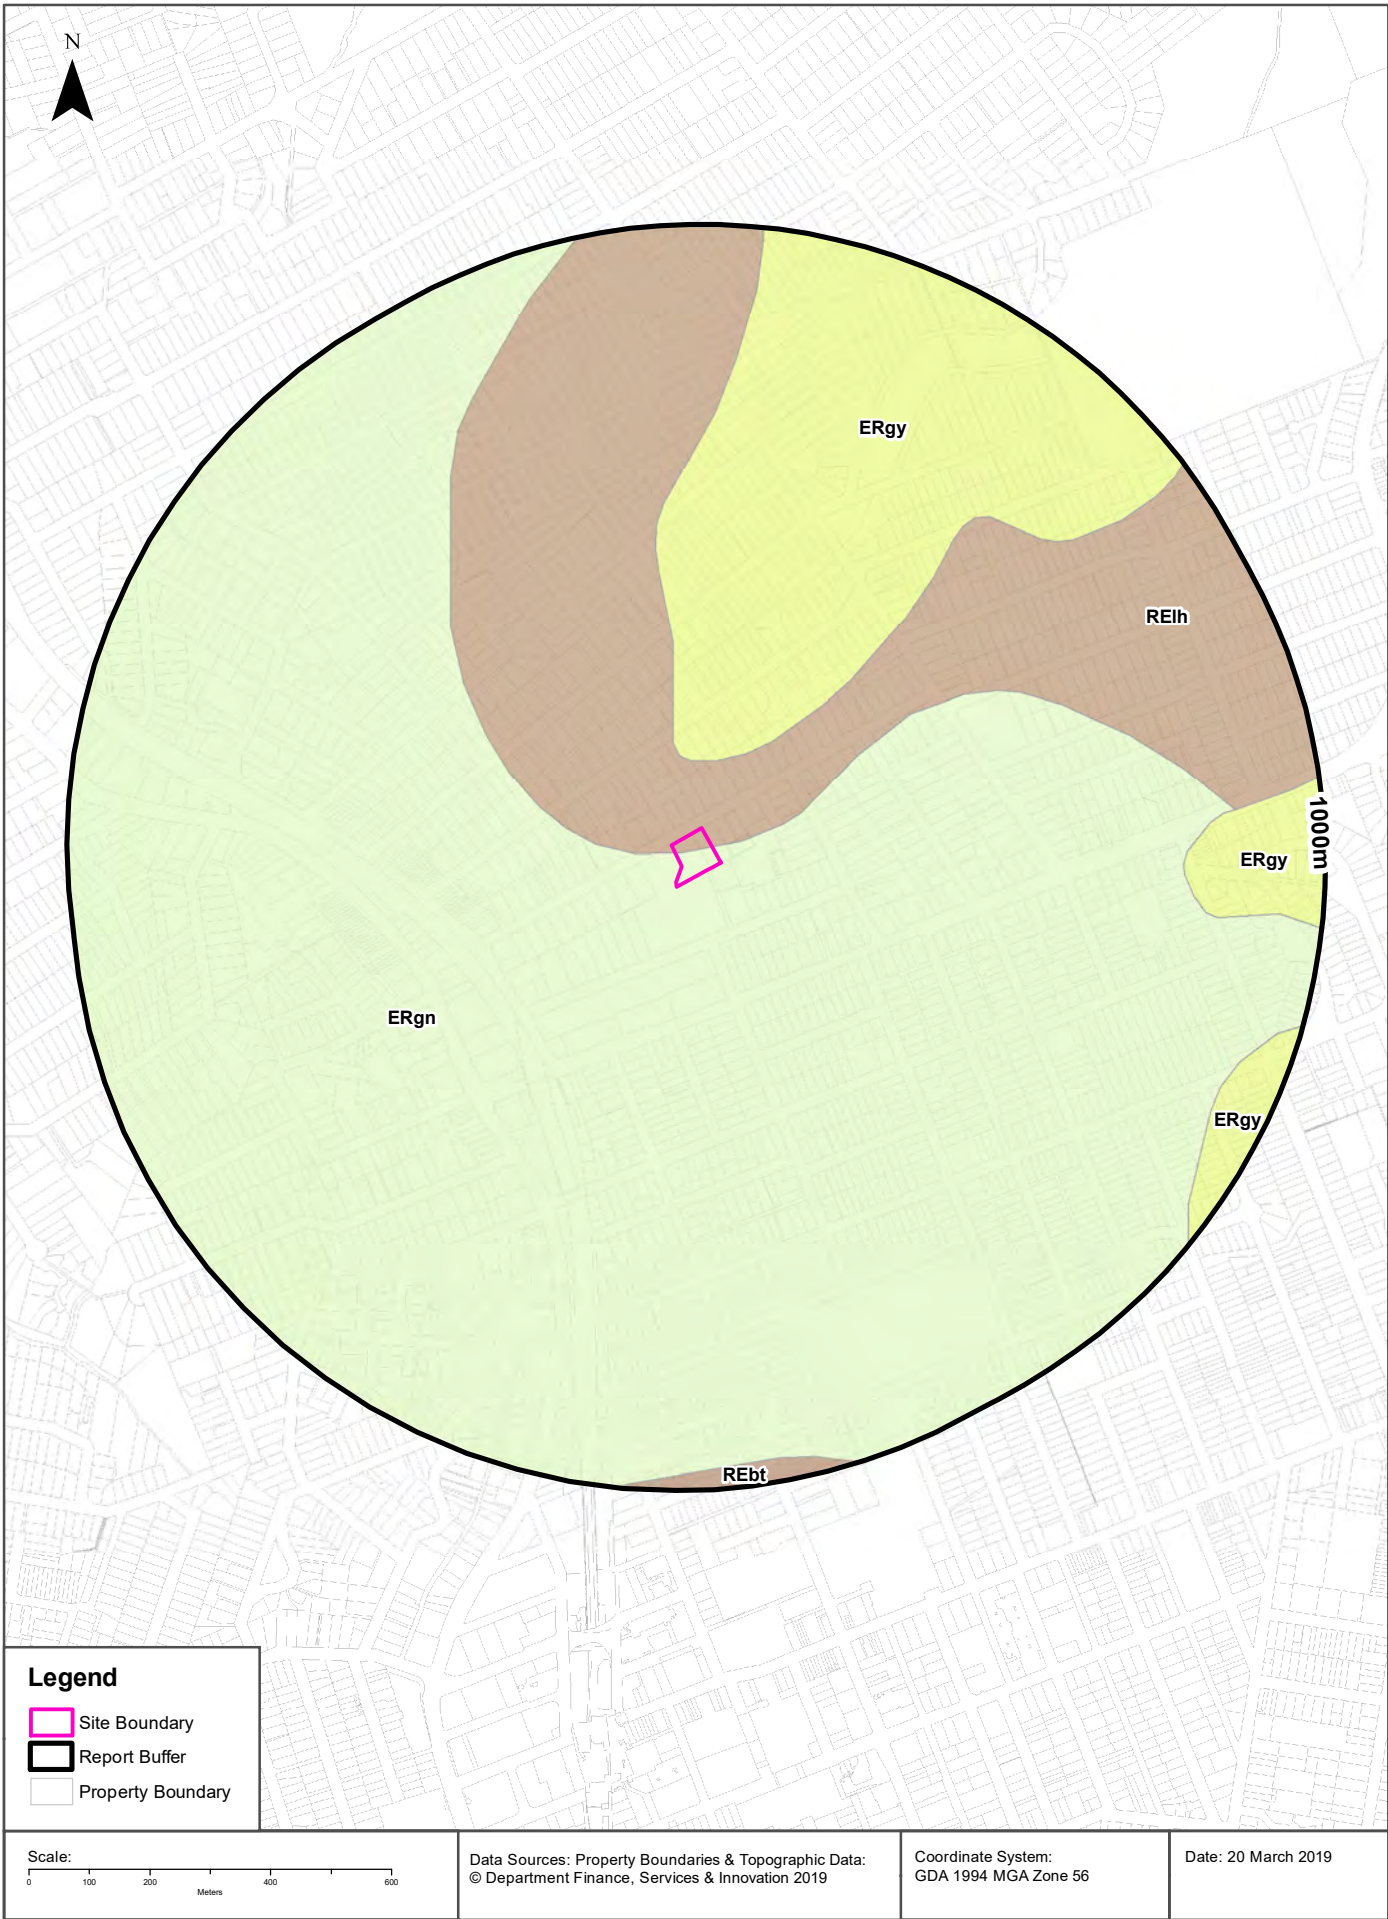 N
ERgy
RElh
1000m
ERgy
ERgn
ERgy
REbt
Legend
Site Boundary
Report Buffer
Property Boundary
Scale:
0 100 200 400 600
Meters
Data Sources: Property Boundaries & Topographic Data:
© Department Finance, Services & Innovation 2019
Coordinate System:
GDA 1994 MGA Zone 56
Date: 20 March 2019